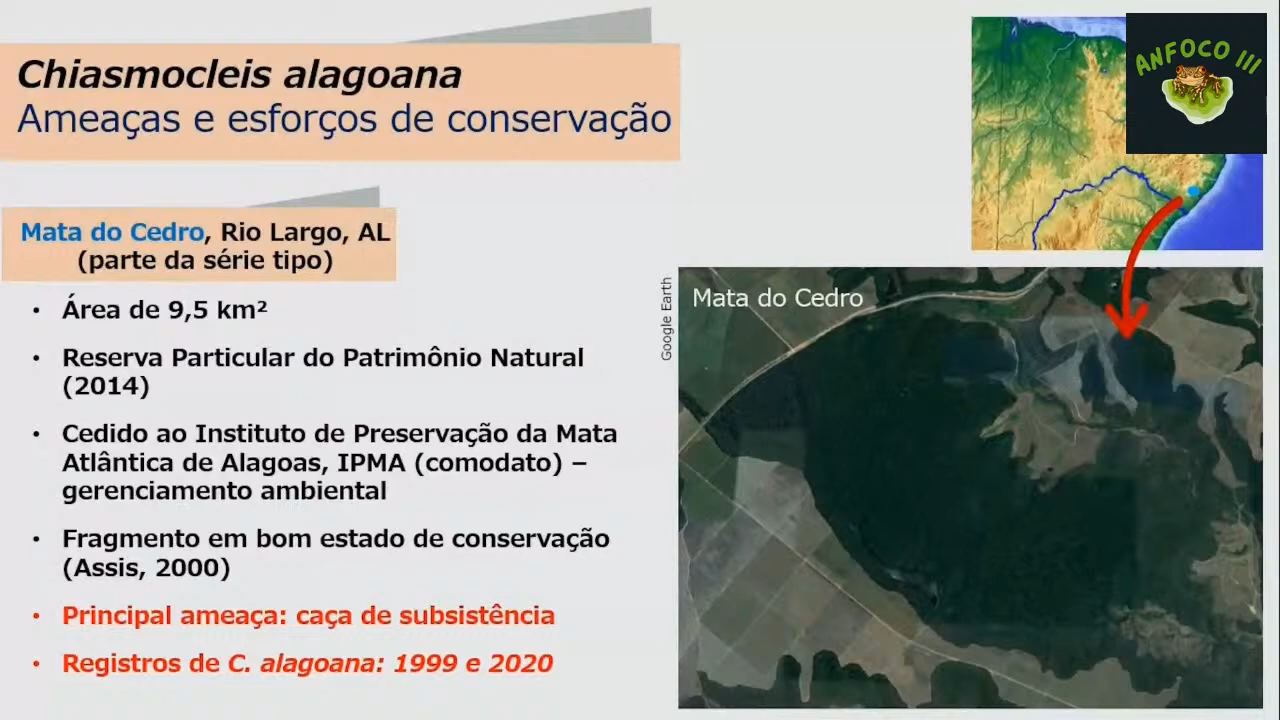 Chiasmocleis alagoana
Ameaças e esforços de conservação
ANFOCO III
Mata do Cedro, Rio Largo, AL
(parte da série tipo)
• Área de 9,5 km²
• Reserva Particular do Patrimônio Natural
(2014)
• Cedido ao Instituto de Preservação da Mata
Atlântica de Alagoas, IPMA (comodato) –
gerenciamento ambiental
• Fragmento em bom estado de conservação
(Assis, 2000)
• Principal ameaça: caça de subsistência
• Registros de C. alagoana: 1999 e 2020
Google Earth
Mata do Cedro